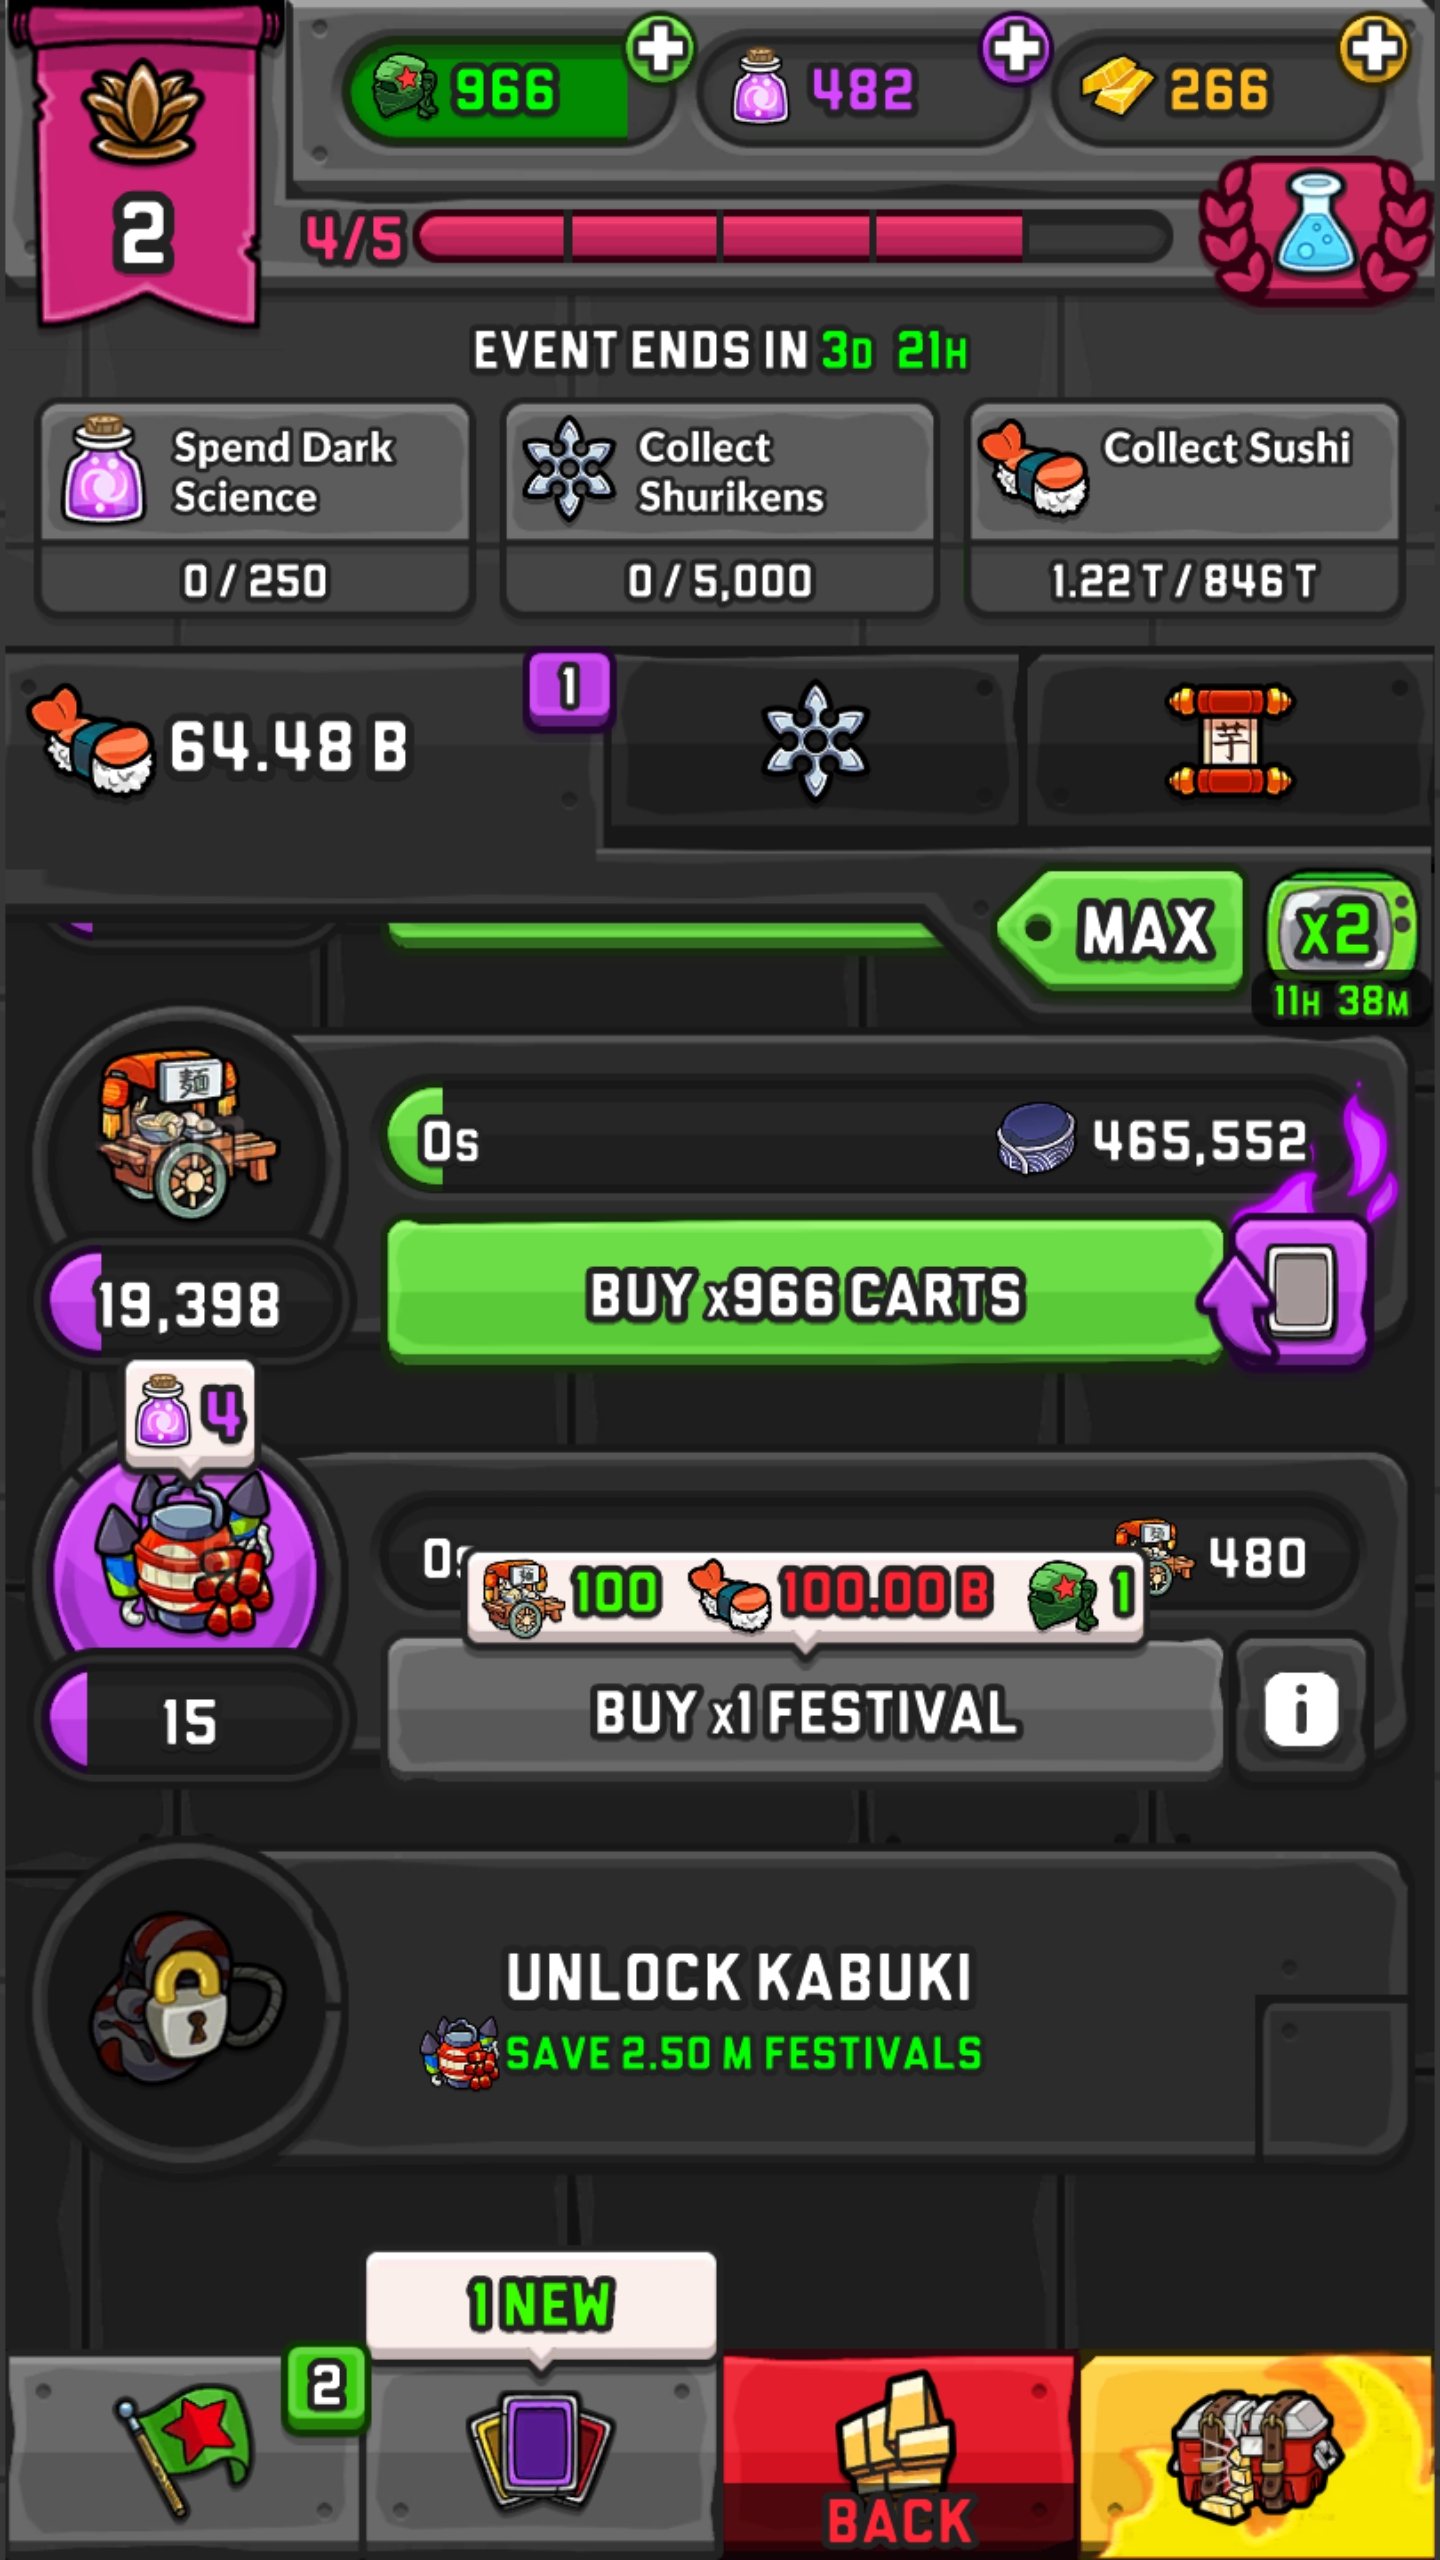 966
482
266
2
4/5
EVENT ENDS IN 3D 21H
Spend Dark
Science
0 / 250
Collect
Shurikens
0 / 5,000
Collect Sushi
1.22 T / 846 T
64.48 B
1
芋
MAX
x2
11H 38M
麺
0s
465,552
19,398
BUY x966 CARTS
4
0s
480
100
100.00 B
1
15
BUY x1 FESTIVAL
i
UNLOCK KABUKI
SAVE 2.50 M FESTIVALS
1 NEW
2
BACK